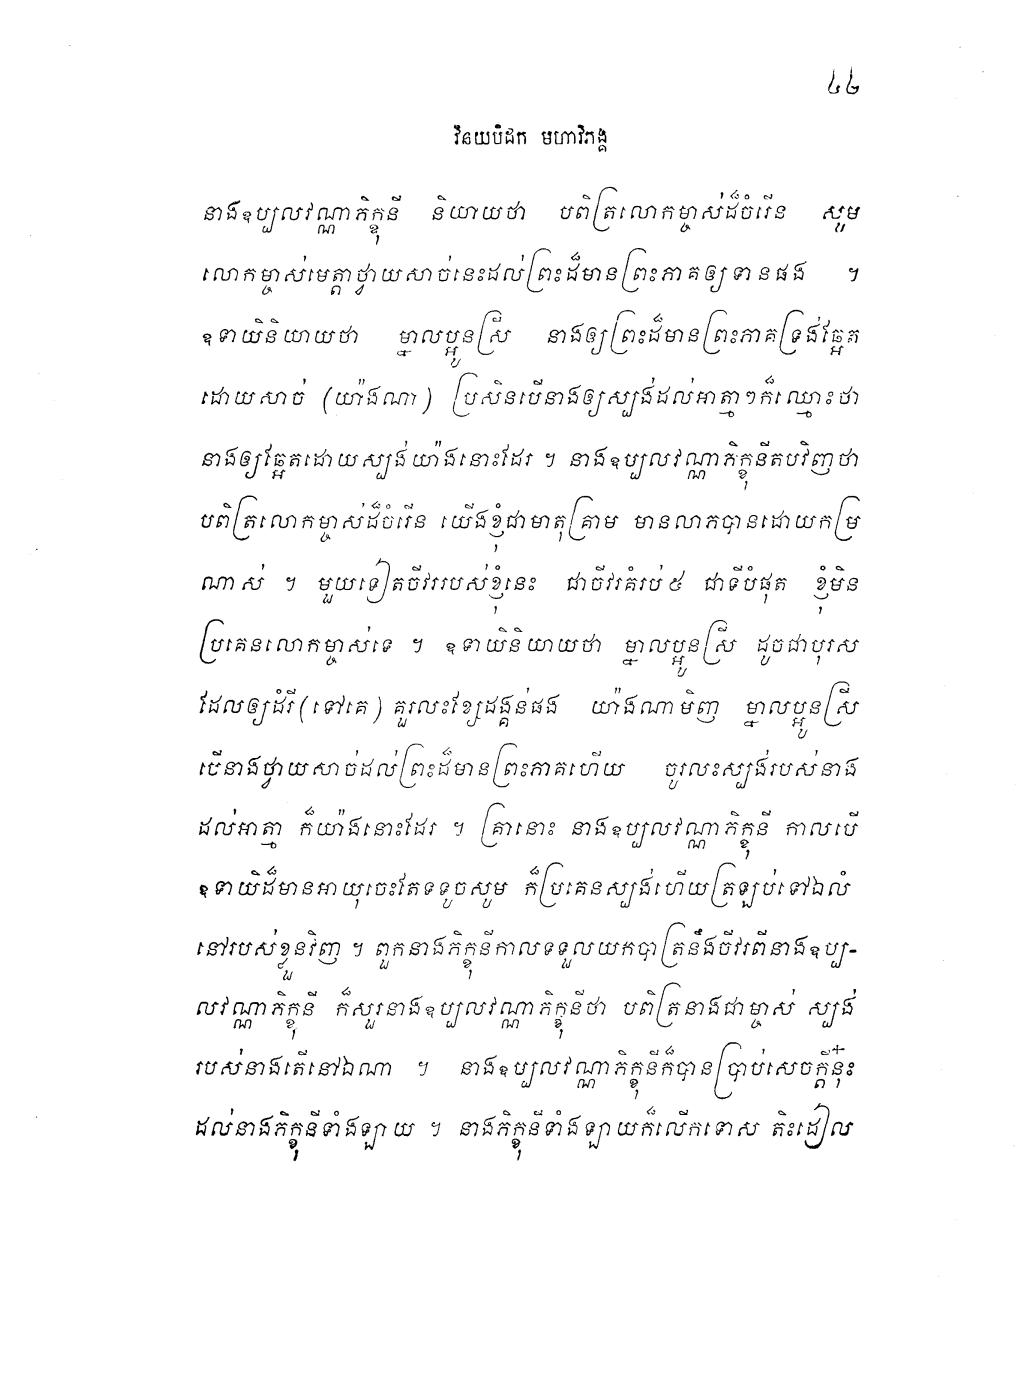 ៤២
វិនយបិដក មហាវិភង្គ
នាងឧប្បលវណ្ណាភិក្ខុនី និយាយថា បពិត្រលោកម្ចាស់ដ៏ចំរើន សូម
លោកម្ចាស់មេត្តាថ្វាយសាច់នេះដល់ព្រះដ៏មានព្រះភាគឲ្យទានផង ។
ឧទាយិនិយាយថា ម្នាលប្អូនស្រី នាងឲ្យព្រះដ៏មានព្រះភាគទ្រង់ឆ្អែត
ដោយសាច់ (យ៉ាងណា) ប្រសិនបើនាងឲ្យស្បង់ដល់អាត្មាៗក៏ឈ្មោះថា
នាងឲ្យឆ្អែតដោយស្បង់យ៉ាងនោះដែរ ។ នាងឧប្បលវណ្ណាភិក្ខុនីតបវិញថា
បពិត្រលោកម្ចាស់ដ៏ចំរើន យើងខ្ញុំជាមាតុគ្រាម មានលាភបានដោយកម្រ
ណាស់ ។ មួយទៀតចីវររបស់ខ្ញុំនេះ ជាចីវរគំរប់៥ ជាទីបំផុត ខ្ញុំមិន
ប្រគេនលោកម្ចាស់ទេ ។ ឧទាយិនិយាយថា ម្នាលប្អូនស្រី ដូចជាបុរស
ដែលឲ្យដំរី(ទៅគេ) គួរលះខ្សែដង្គន់ផង យ៉ាងណាមិញ ម្នាលប្អូនស្រី
បើនាងថ្វាយសាច់ដល់ព្រះដ៏មានព្រះភាគហើយ ចូរលះស្បង់របស់នាង
ដល់អាត្មា ក៏យ៉ាងនោះដែរ ។ គ្រានោះ នាងឧប្បលវណ្ណាភិក្ខុនី កាលបើ
ឧទាយិដ៏មានអាយុចេះតែទទូចសូម ក៏ប្រគេនស្បង់ហើយត្រឡប់ទៅឯលំ
នៅរបស់ខ្លួនវិញ ។ ពួកនាងភិក្ខុនីកាលទទួលយកបាត្រនឹងចីវរពីនាងឧប្ប-
លវណ្ណាភិក្ខុនី ក៏សួរនាងឧប្បលវណ្ណាភិក្ខុនីថា បពិត្រនាងជាម្ចាស់ ស្បង់
របស់នាងតើនៅឯណា ។ នាងឧប្បលវណ្ណាភិក្ខុនីក៏បានប្រាប់សេចក្តីនុ៎ះ
ដល់នាងភិក្ខុនីទាំងឡាយ ។ នាងភិក្ខុនីទាំងឡាយក៏លើកទោស តិះដៀល